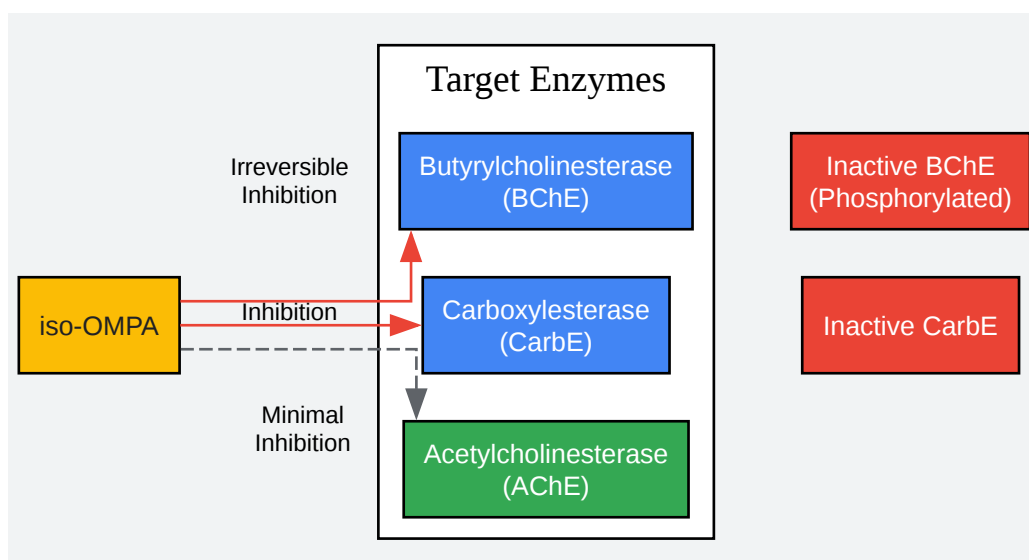 Target Enzymes
Irreversible
Inhibition
Butyrylcholinesterase
(BChE)
Inactive BChE
(Phosphorylated)
iso-OMPA
Inhibition
Carboxylesterase
(CarbE)
Inactive CarbE
Minimal
Inhibition
Acetylcholinesterase
(AChE)